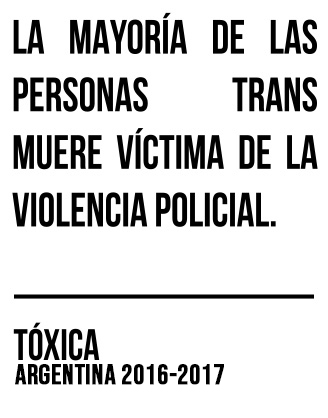 LA MAYORÍA DE LAS
PERSONAS TRANS
MUERE VÍCTIMA DE LA
VIOLENCIA POLICIAL.
TÓXICA
ARGENTINA 2016-2017